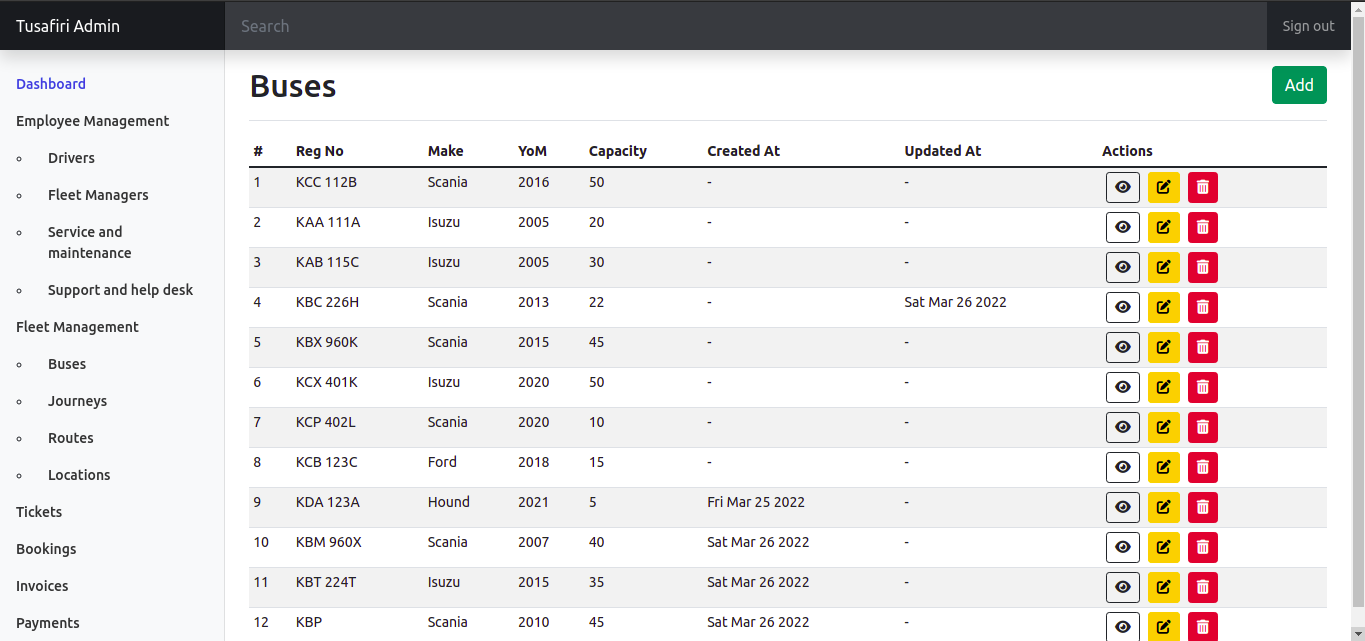 Tusafiri Admin Search Sign out
Dashboard
Employee Management
Drivers
Fleet Managers
Service and
maintenance
Support and help desk
Fleet Management
Buses
Journeys
Routes
Locations
Tickets
Bookings
Invoices
Payments
Buses Add
# Reg No Make YoM Capacity Created At Updated At Actions
1 KCC 112B Scania 2016 50 - -
2 KAA 111A Isuzu 2005 20 - -
3 KAB 115C Isuzu 2005 30 - -
4 KBC 226H Scania 2013 22 - Sat Mar 26 2022
5 KBX 960K Scania 2015 45 - -
6 KCX 401K Isuzu 2020 50 - -
7 KCP 402L Scania 2020 10 - -
8 KCB 123C Ford 2018 15 - -
9 KDA 123A Hound 2021 5 Fri Mar 25 2022 -
10 KBM 960X Scania 2007 40 Sat Mar 26 2022 -
11 KBT 224T Isuzu 2015 35 Sat Mar 26 2022 -
12 KBP Scania 2010 45 Sat Mar 26 2022 -